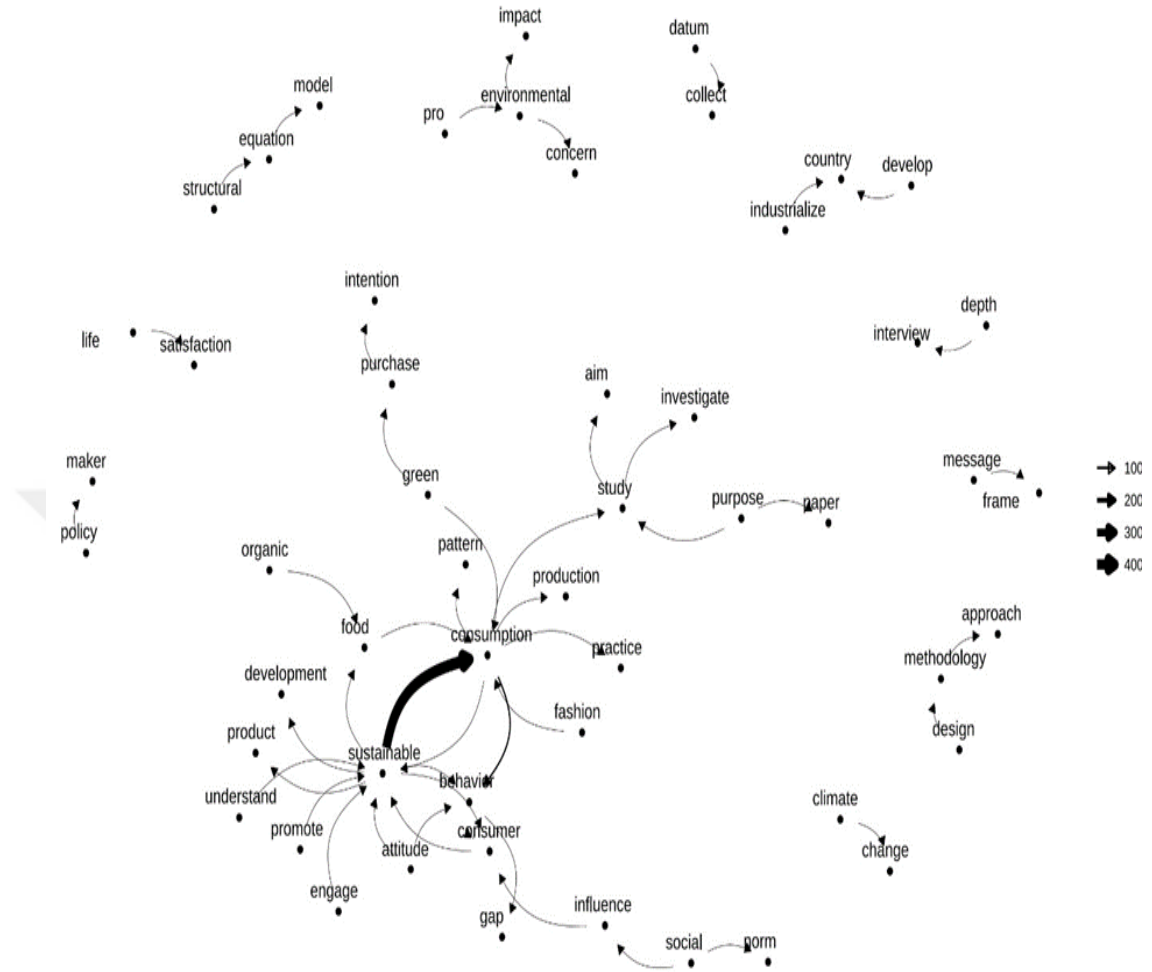 impact
datum
model
environmental
collect
pro
equation
concern
country
develop
structural
industrialize
intention
depth
life
satisfaction
interview
purchase
aim
investigate
maker
message
100
green
study
purpose
paper
frame
200
policy
300
organic
pattern
400
production
food
consumption
approach
practice
methodology
development
fashion
product
design
sustainable
behavior
understand
climate
promote
consumer
attitude
change
engage
influence
gap
social
norm